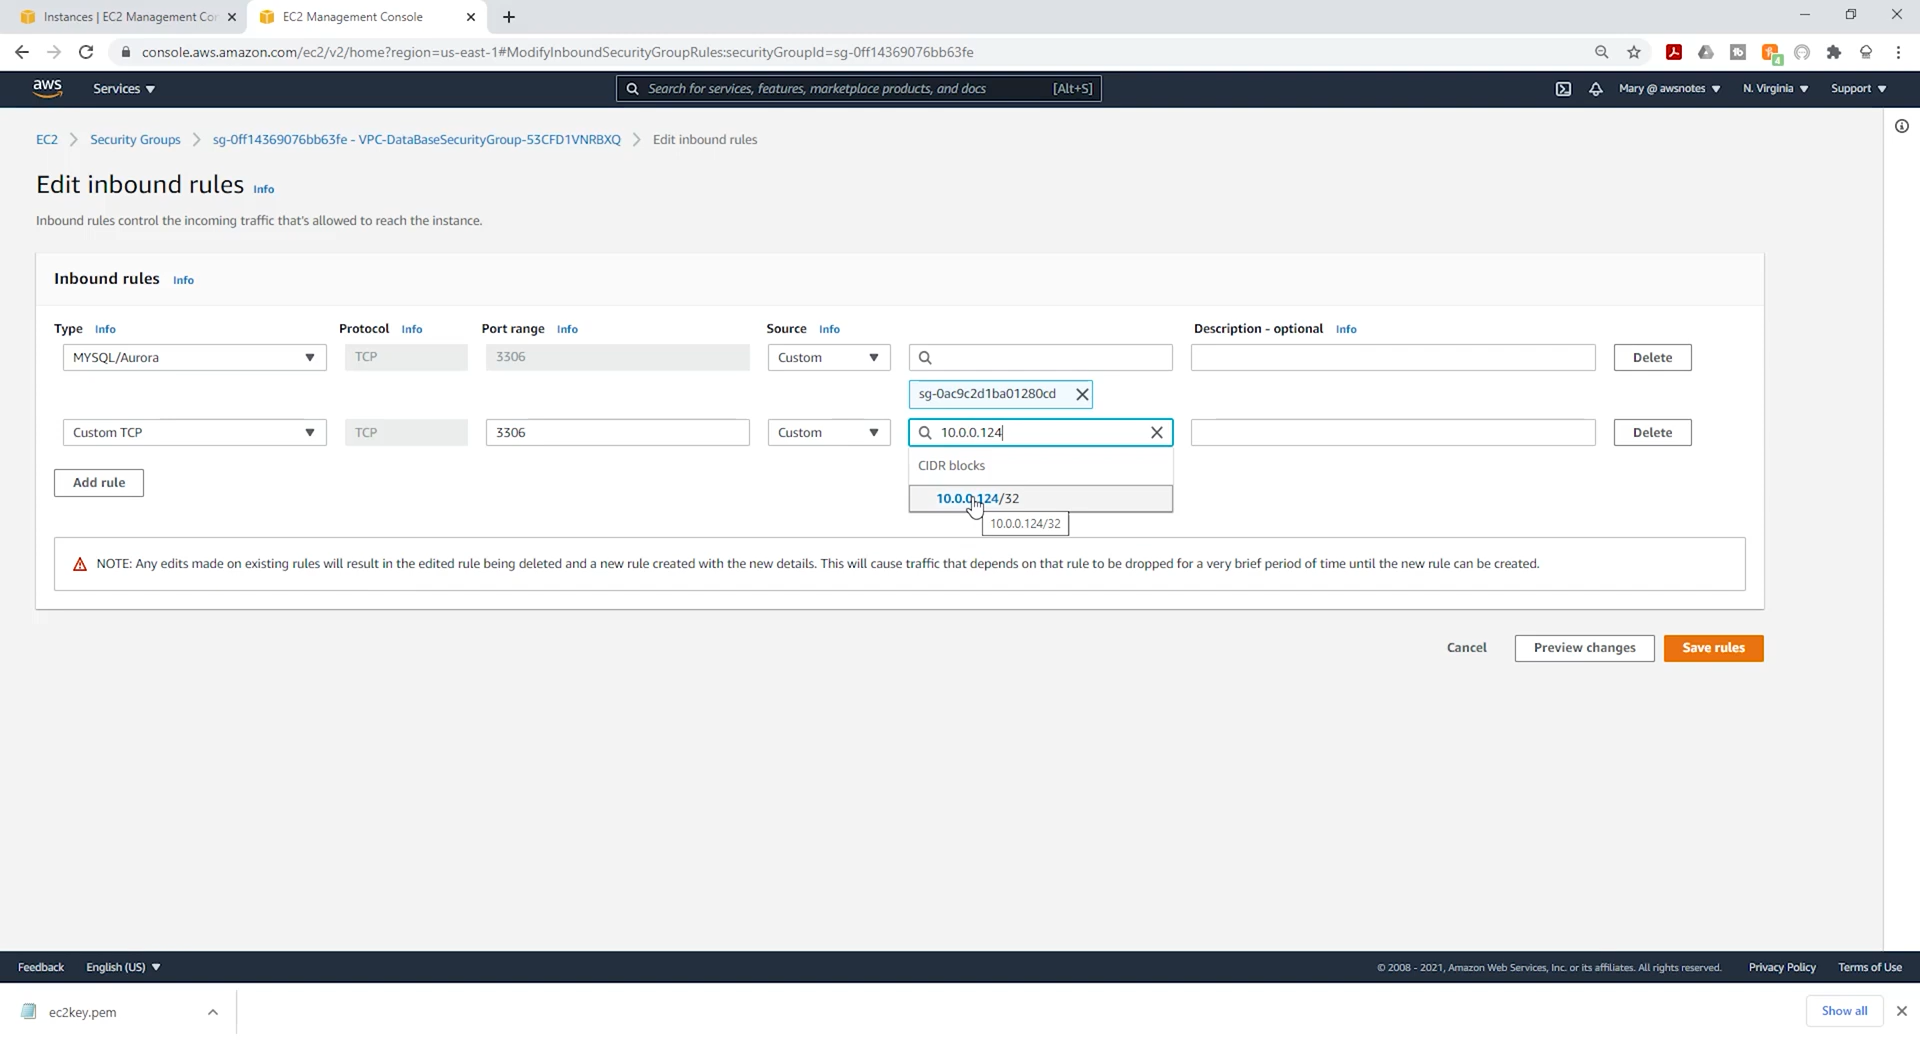 Instances | EC2 Management Con
EC2 Management Console
console.aws.amazon.com/ec2/v2/home?region=us-east-1#ModifyInboundSecurityGroupRules:securityGroupId=sg-0ff14369076bb63fe
4
aws
Services
Search for services, features, marketplace products, and docs
[Alt+S]
Mary @ awsnotes
N. Virginia
Support
EC2
Security Groups
sg-0ff14369076bb63fe - VPC-DataBaseSecurityGroup-53CFD1VNRBXQ
Edit inbound rules
Edit inbound rules Info
Inbound rules control the incoming traffic that's allowed to reach the instance.
Inbound rules Info
Type Info
Protocol Info
Port range Info
Source Info
Description - optional Info
MYSQL/Aurora
TCP
3306
Custom
Delete
sg-0ac9c2d1ba01280cd
Custom TCP
TCP
3306
Custom
10.0.0.124
Delete
CIDR blocks
Add rule
10.0.0.124/32
10.0.0.124/32
NOTE: Any edits made on existing rules will result in the edited rule being deleted and a new rule created with the new details. This will cause traffic that depends on that rule to be dropped for a very brief period of time until the new rule can be created.
Cancel
Preview changes
Save rules
Feedback
English (US)
© 2008 - 2021, Amazon Web Services, Inc. or its affiliates. All rights reserved.
Privacy Policy
Terms of Use
ec2key.pem
Show all